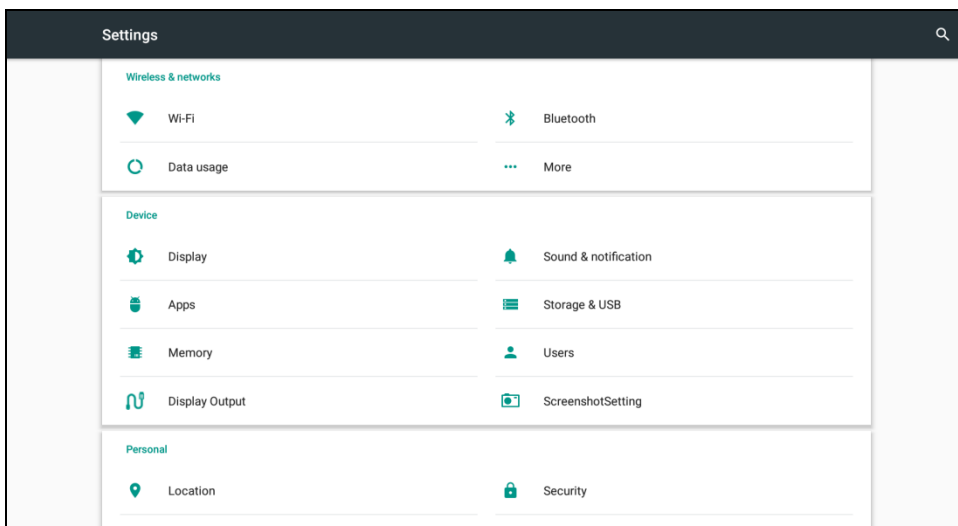 Settings
Wireless & networks
Wi-Fi
Bluetooth
Data usage
More
Device
Display
Sound & notification
Apps
Storage & USB
Memory
Users
Display Output
ScreenshotSetting
Personal
Location
Security